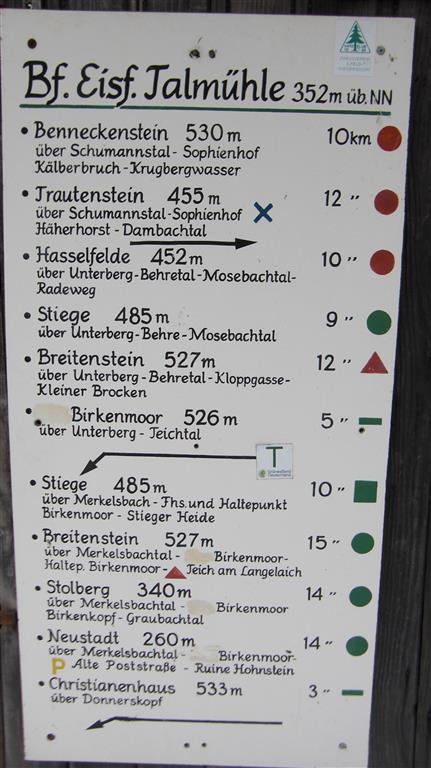 Bf. Eisf. Talmühle 352m üb. NN
• Benneckenstein 530m 10km
über Schumannstal - Sophienhof
Kälberbruch - Krugbergwasser
• Trautenstein 455m 12 "
über Schumannstal-Sophienhof X
Häherhorst - Dambachtal
• Hasselfelde 452m 10 "
über Unterberg-Behretal-Mosebachtal-
Radeweg
• Stiege 485m 9 "
über Unterberg-Behre-Mosebachtal
• Breitenstein 527m 12 "
über Unterberg-Behretal-Kloppgasse-
Kleiner Brocken
• Birkenmoor 526m 5 "
über Unterberg - Teichtal
T
• Stiege 485m 10 "
über Merkelsbach - Fhs. und Haltepunkt
Birkenmoor - Stieger Heide
• Breitenstein 527m 15 "
über Merkelsbachtal - Birkenmoor-
Haltep. Birkenmoor - Teich am Langelaich
• Stolberg 340m 14 "
über Merkelsbachtal - Birkenmoor
Birkenkopf - Graubachtal
• Neustadt 260m 14 "
über Merkelsbachtal - Birkenmoor-
P Alte Poststraße - Ruine Hohnstein
• Christianenhaus 533m 3 "
über Donnerskopf